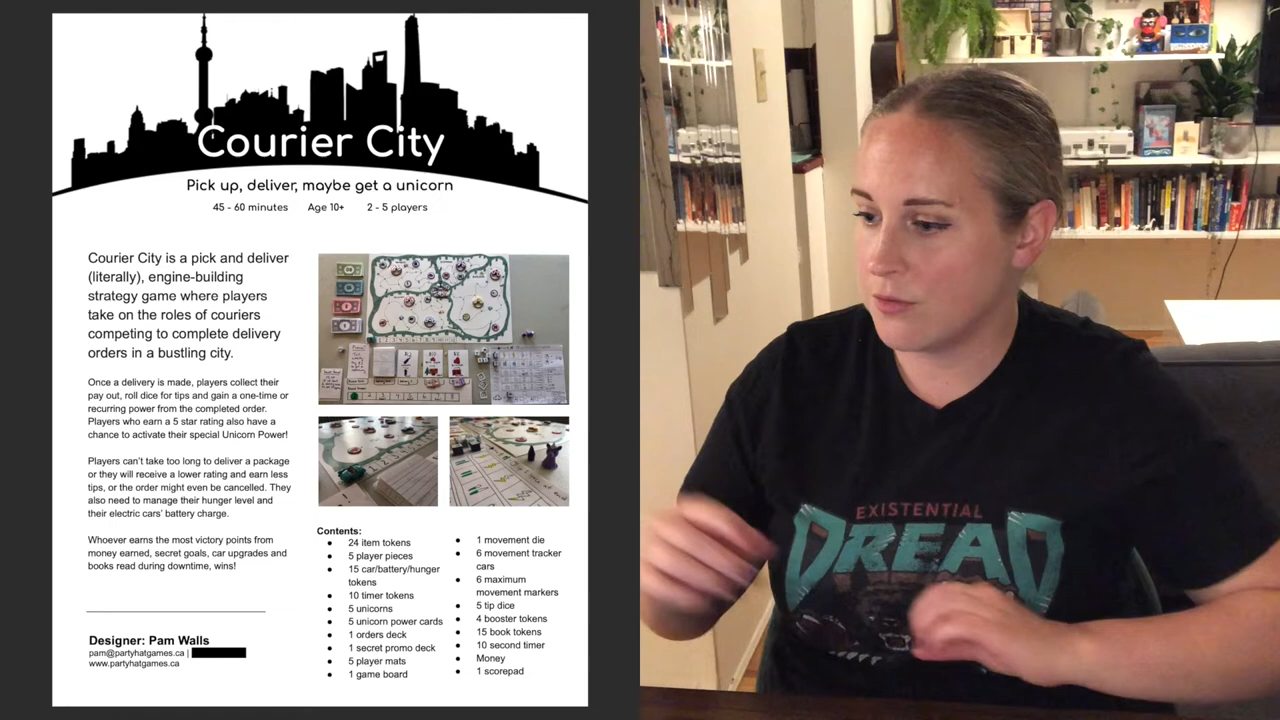 Courier City
Pick up, deliver, maybe get a unicorn
45 - 60 minutes Age 10+ 2 - 5 players
Courier City is a pick and deliver
(literally), engine-building
strategy game where players
take on the roles of couriers
competing to complete delivery
orders in a bustling city.
Once a delivery is made, players collect their
pay out, roll dice for tips and gain a one-time or
recurring power from the completed order.
Players who earn a 5 star rating also have a
chance to activate their special Unicorn Power!
Players can't take too long to deliver a package
or they will receive a lower rating and earn less
tips, or the order might even be cancelled. They
also need to manage their hunger level and
their electric cars' battery charge.
Whoever earns the most victory points from
money earned, secret goals, car upgrades and
books read during downtime, wins!
Designer: Pam Walls
pam@partyhatgames.ca |
www.partyhatgames.ca
Contents:
● 24 item tokens
● 5 player pieces
● 15 car/battery/hunger
tokens
● 10 timer tokens
● 5 unicorns
● 5 unicorn power cards
● 1 orders deck
● 1 secret promo deck
● 5 player mats
● 1 game board
● 1 movement die
● 6 movement tracker
cars
● 6 maximum
movement markers
● 5 tip dice
● 4 booster tokens
● 15 book tokens
● 10 second timer
● Money
● 1 scorepad
EXISTENTIAL
DREAD